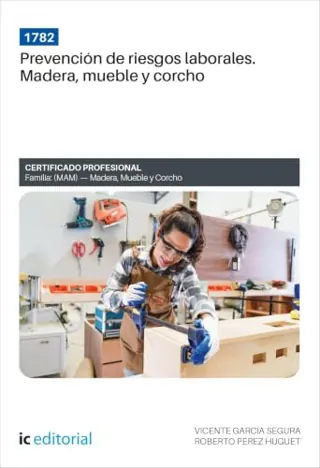 1782
Prevención de riesgos laborales.
Madera, mueble y corcho
CERTIFICADO PROFESIONAL
Familia: (MAM) — Madera, Mueble y Corcho
VICENTE GARCÍA SEGURA
ROBERTO PÉREZ HUGUET
ic editorial